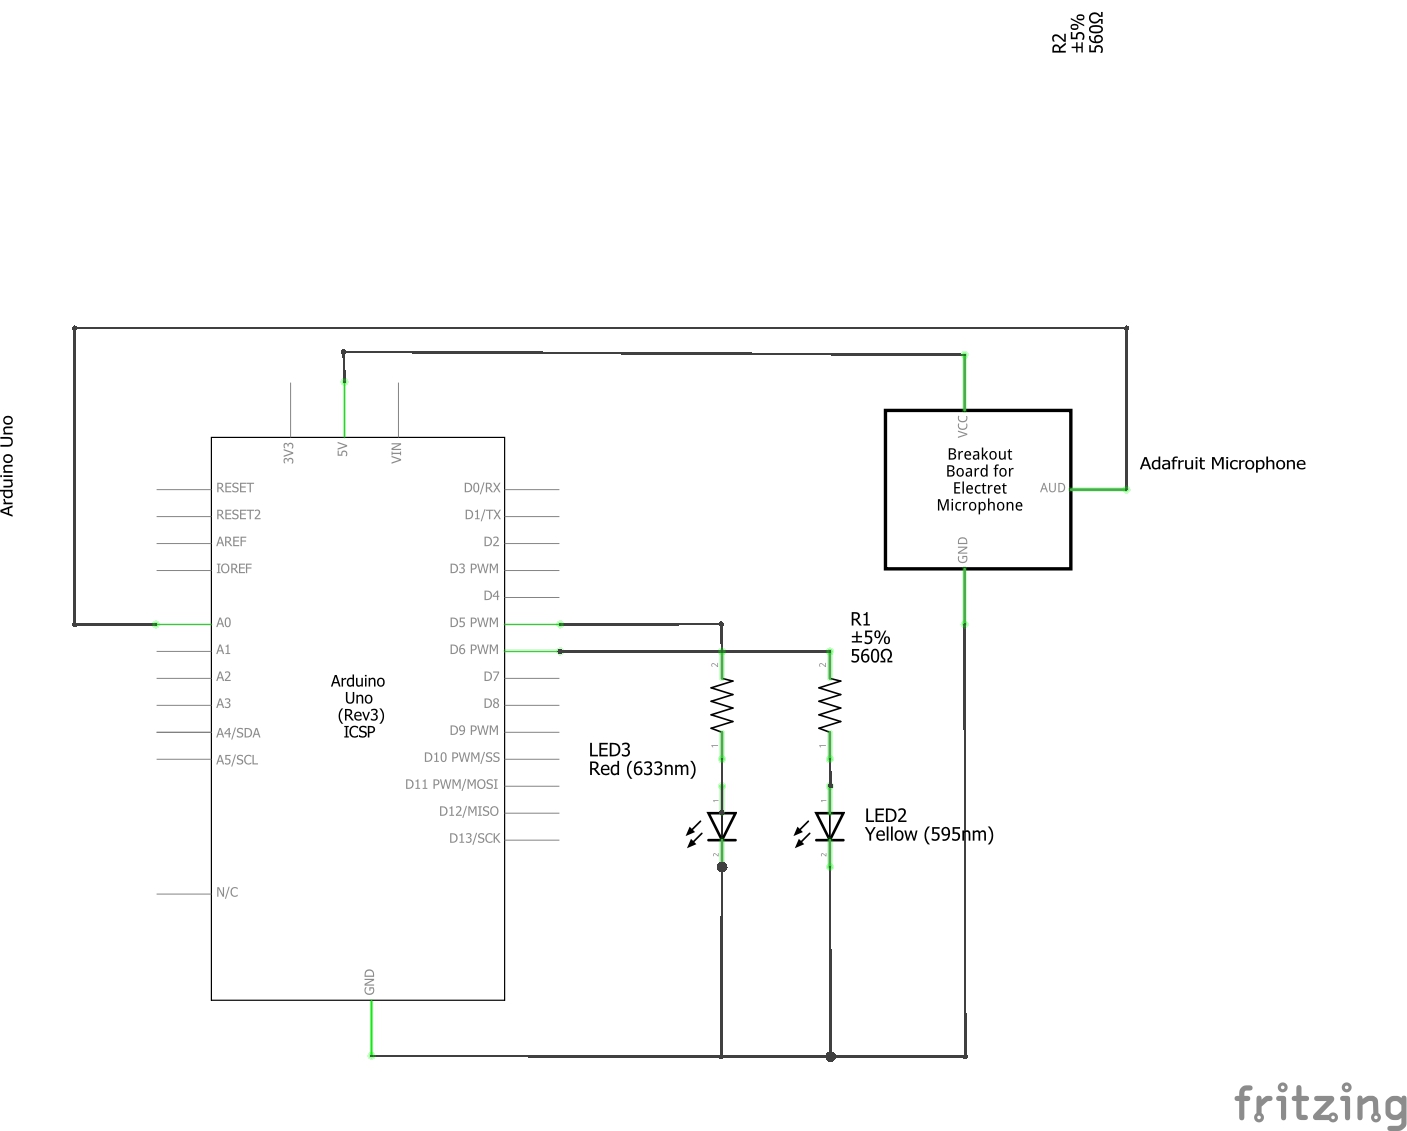 R2
±5%
560Ω
Arduino Uno
3V3
5V
VIN
RESET
RESET2
AREF
IOREF
A0
A1
A2
A3
A4/SDA
A5/SCL
N/C
Arduino
Uno
(Rev3)
ICSP
D0/RX
D1/TX
D2
D3 PWM
D4
D5 PWM
D6 PWM
D7
D8
D9 PWM
D10 PWM/SS
D11 PWM/MOSI
D12/MISO
D13/SCK
GND
VCC
Breakout
Board for
Electret
Microphone
AUD
GND
Adafruit Microphone
R1
±5%
560Ω
2
1
2
1
LED3
Red (633nm)
1
2
1
2
LED2
Yellow (595nm)
fritzing